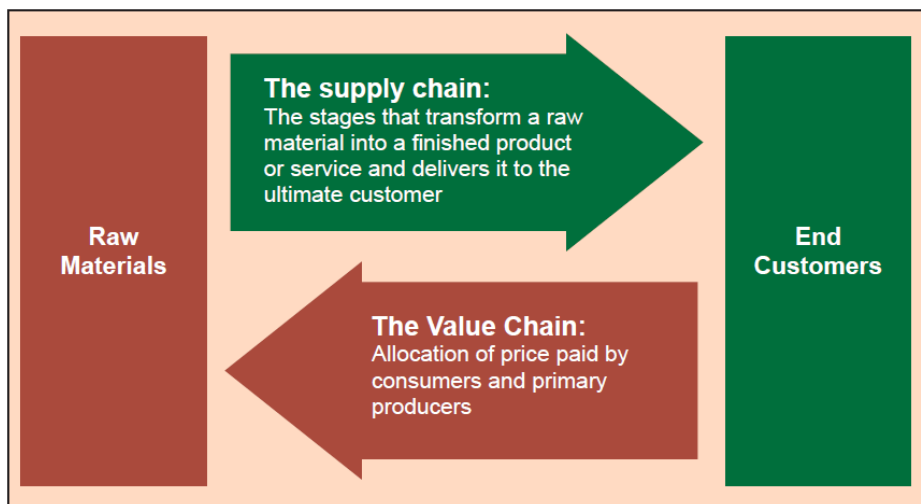 Raw
Materials
The supply chain:
The stages that transform a raw
material into a finished product
or service and delivers it to the
ultimate customer
The Value Chain:
Allocation of price paid by
consumers and primary
producers
End
Customers